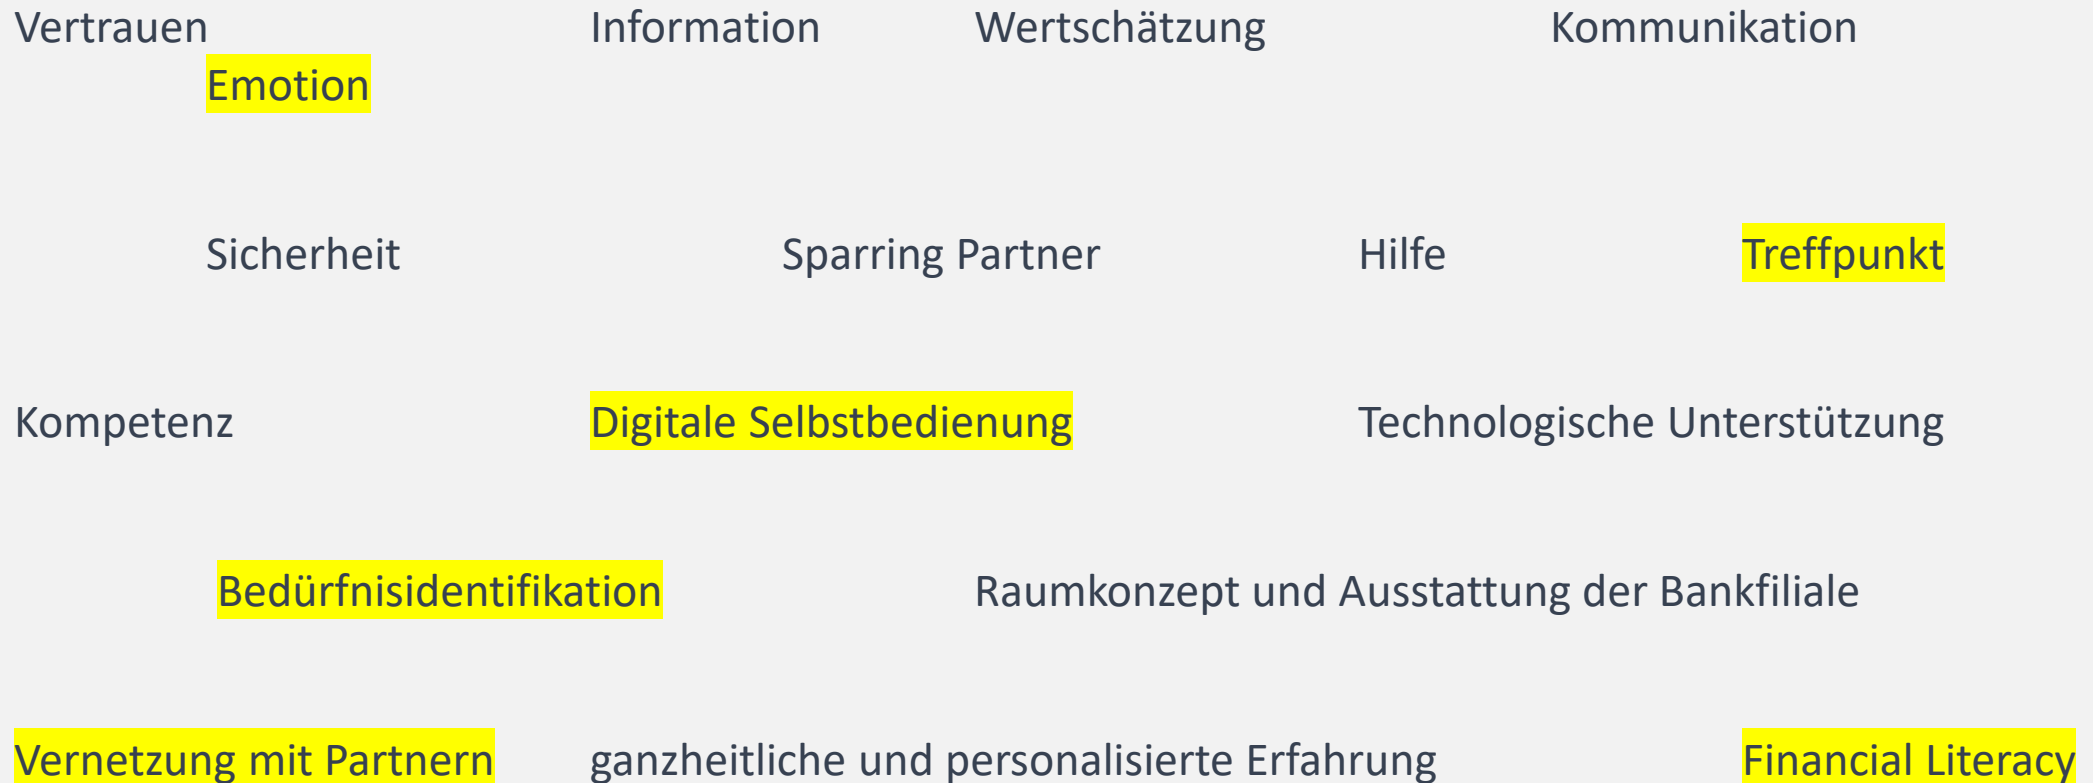 Vertrauen Information Wertschätzung Kommunikation
Emotion
Sicherheit Sparring Partner Hilfe Treffpunkt
Kompetenz Digitale Selbstbedienung Technologische Unterstützung
Bedürfnisidentifikation Raumkonzept und Ausstattung der Bankfiliale
Vernetzung mit Partnern ganzheitliche und personalisierte Erfahrung Financial Literacy